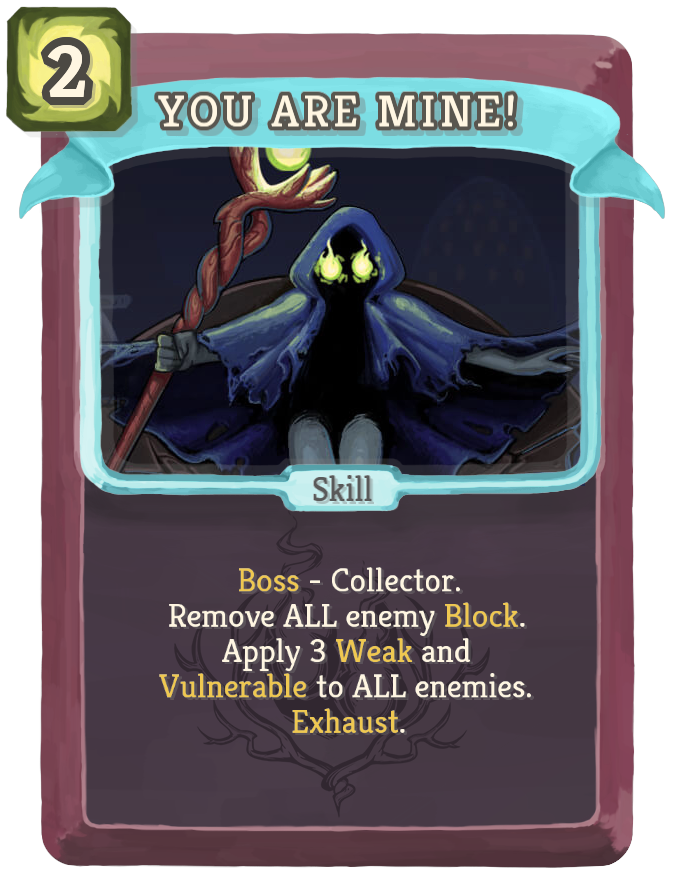 2
YOU ARE MINE!
Skill
Boss - Collector.
Remove ALL enemy Block.
Apply 3 Weak and
Vulnerable to ALL enemies.
Exhaust.